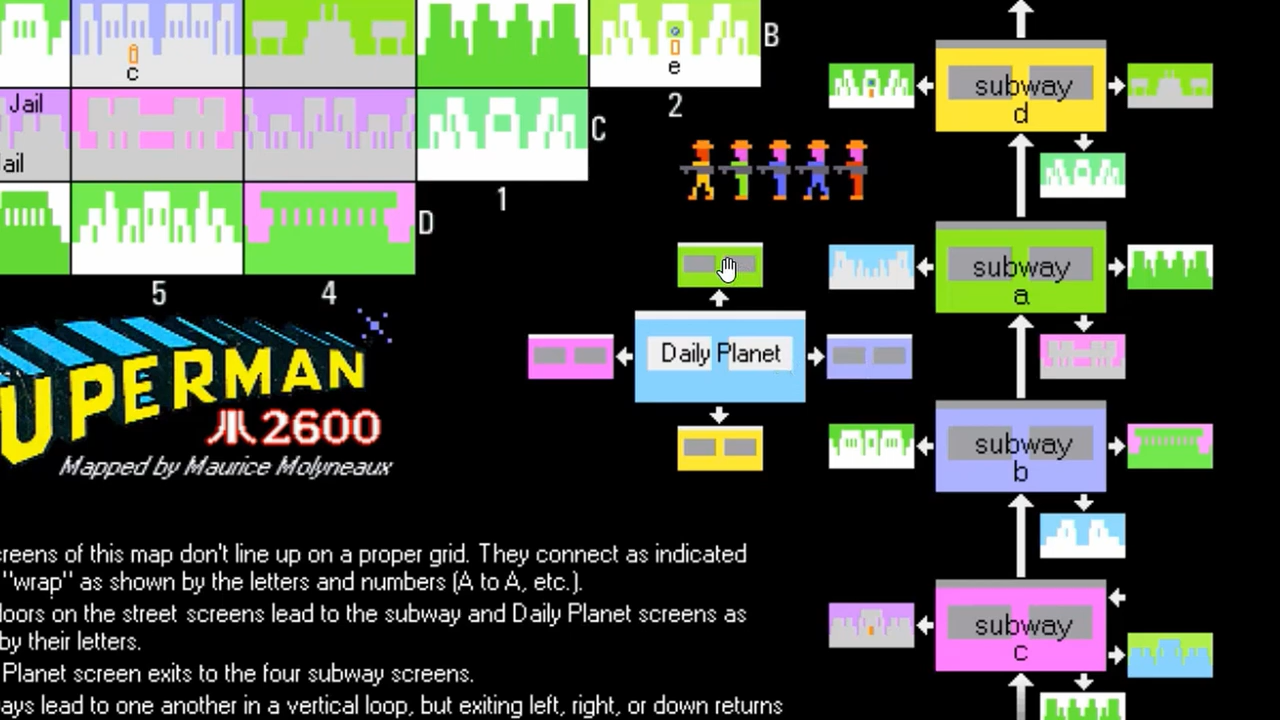 c
e
B
Jail
ail
C
2
D
1
5
4
UPERMAN
2600
Mapped by Maurice Molyneaux
Daily Planet
subway
d
subway
a
subway
b
subway
c
creens of this map don't line up on a proper grid. They connect as indicated
"wrap" as shown by the letters and numbers (A to A, etc.).
loors on the street screens lead to the subway and Daily Planet screens as
by their letters.
Planet screen exits to the four subway screens.
ays lead to one another in a vertical loop, but exiting left, right, or down returns